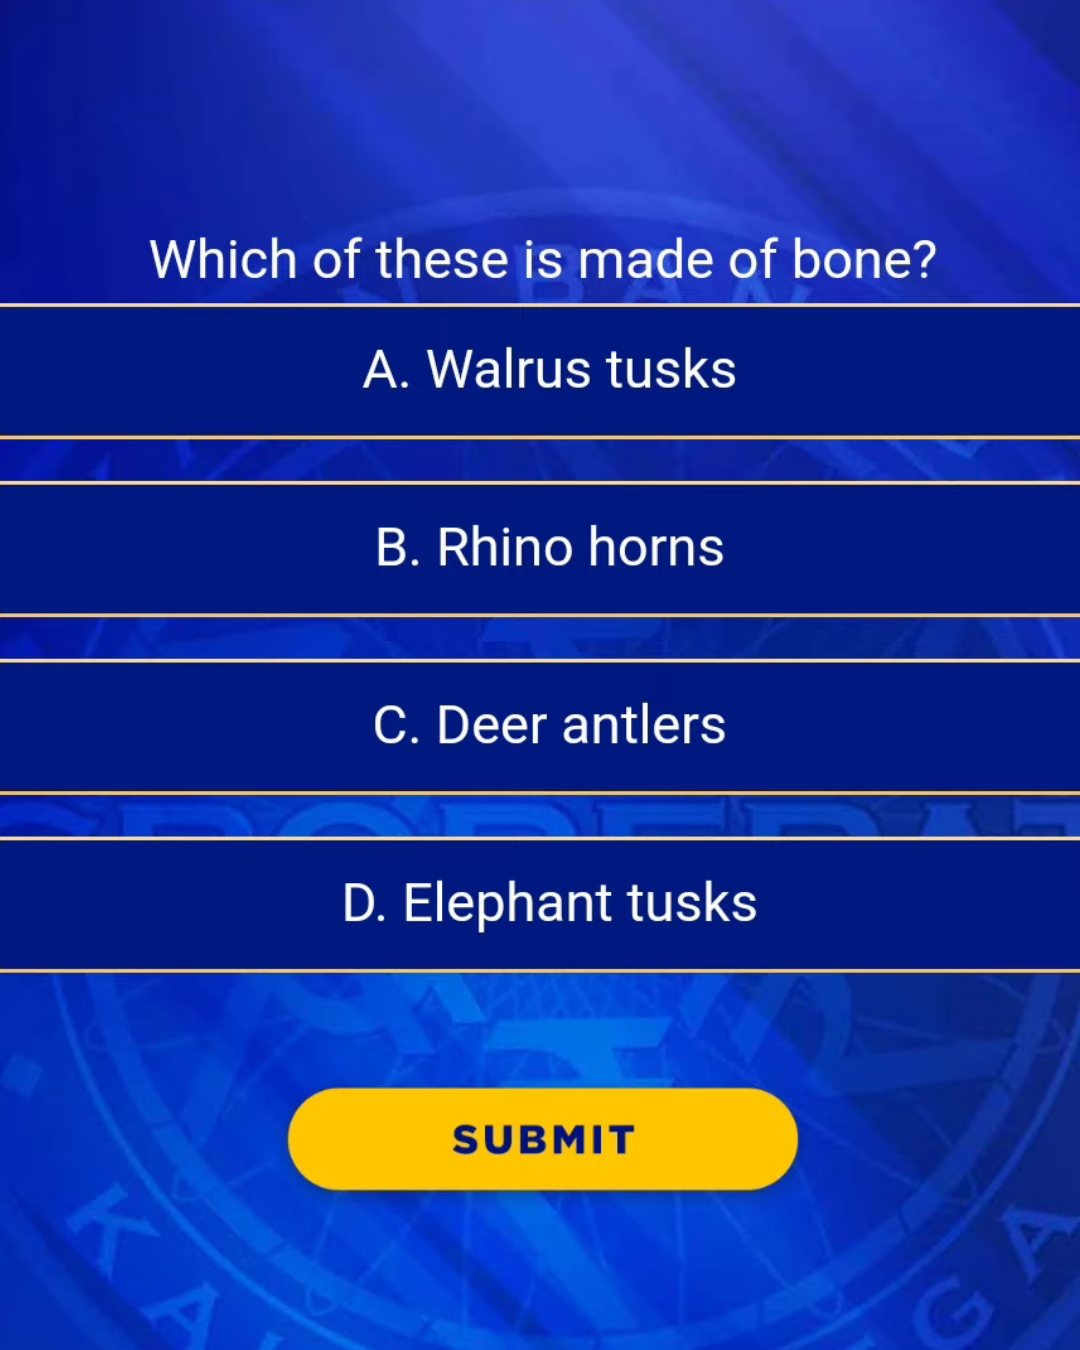 Which of these is made of bone?
A. Walrus tusks
B. Rhino horns
C. Deer antlers
D. Elephant tusks
SUBMIT